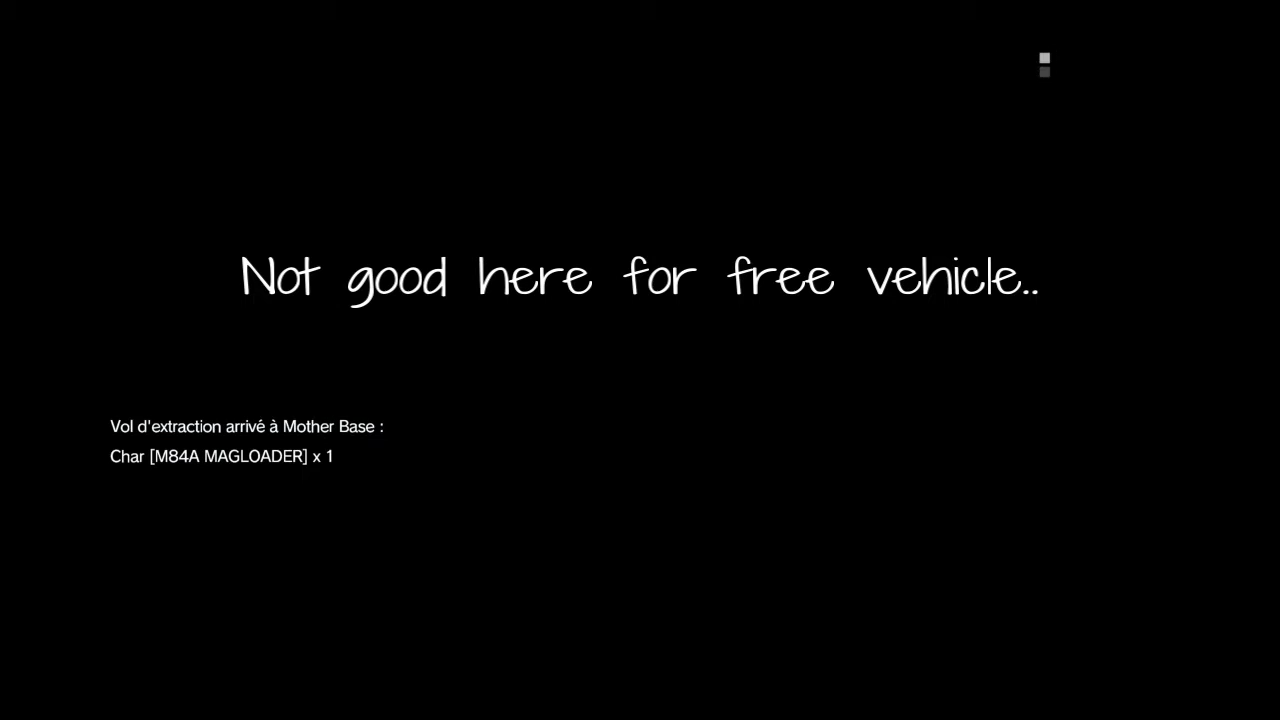 Not good here for free vehicle..
Vol d'extraction arrivé à Mother Base :
Char [M84A MAGLOADER] x 1